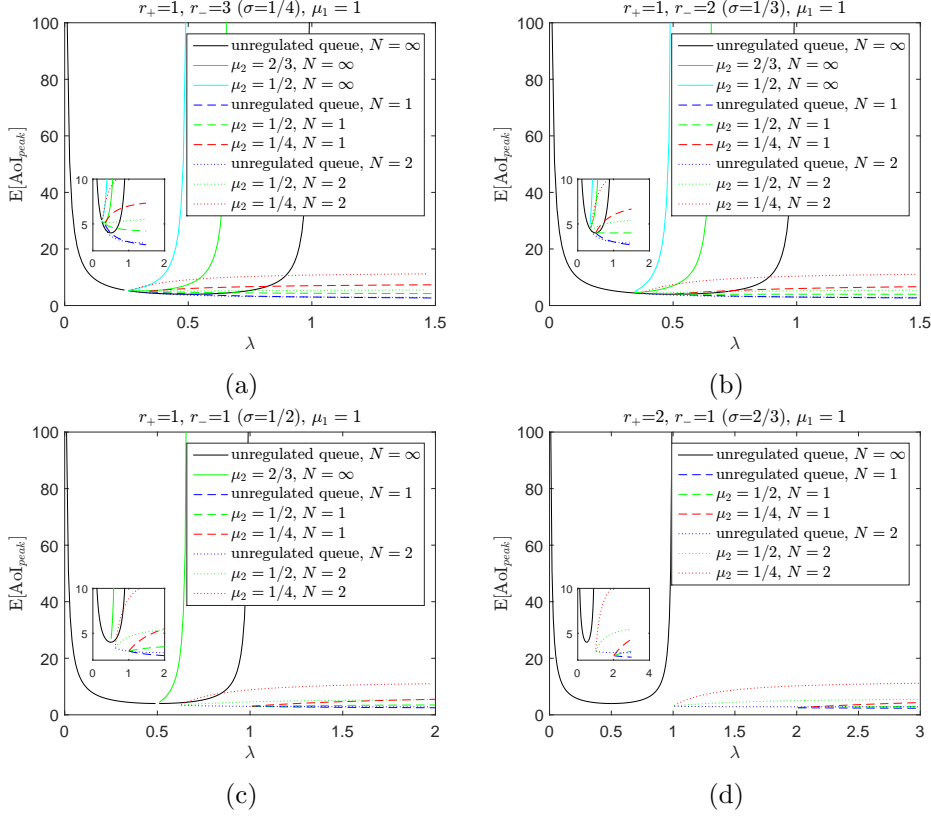 r₊=1, r₋=3 (σ=1/4), μ₁ = 1
E[AoI_peak]
100
80
60
40
20
0
unregulated queue, N = ∞
μ₂ = 2/3, N = ∞
μ₂ = 1/2, N = ∞
unregulated queue, N = 1
μ₂ = 1/2, N = 1
μ₂ = 1/4, N = 1
unregulated queue, N = 2
μ₂ = 1/2, N = 2
μ₂ = 1/4, N = 2
10
5
0 1 2
0 0.5 1 1.5
λ
(a)
r₊=1, r₋=2 (σ=1/3), μ₁ = 1
E[AoI_peak]
100
80
60
40
20
0
unregulated queue, N = ∞
μ₂ = 2/3, N = ∞
μ₂ = 1/2, N = ∞
unregulated queue, N = 1
μ₂ = 1/2, N = 1
μ₂ = 1/4, N = 1
unregulated queue, N = 2
μ₂ = 1/2, N = 2
μ₂ = 1/4, N = 2
10
5
0 1 2
0 0.5 1 1.5
λ
(b)
r₊=1, r₋=1 (σ=1/2), μ₁ = 1
E[AoI_peak]
100
80
60
40
20
0
unregulated queue, N = ∞
μ₂ = 2/3, N = ∞
unregulated queue, N = 1
μ₂ = 1/2, N = 1
μ₂ = 1/4, N = 1
unregulated queue, N = 2
μ₂ = 1/2, N = 2
μ₂ = 1/4, N = 2
10
5
0 1 2
0 0.5 1 1.5 2
λ
(c)
r₊=2, r₋=1 (σ=2/3), μ₁ = 1
E[AoI_peak]
100
80
60
40
20
0
unregulated queue, N = ∞
unregulated queue, N = 1
μ₂ = 1/2, N = 1
μ₂ = 1/4, N = 1
unregulated queue, N = 2
μ₂ = 1/2, N = 2
μ₂ = 1/4, N = 2
10
5
0 2 4
0 0.5 1 1.5 2 2.5 3
λ
(d)